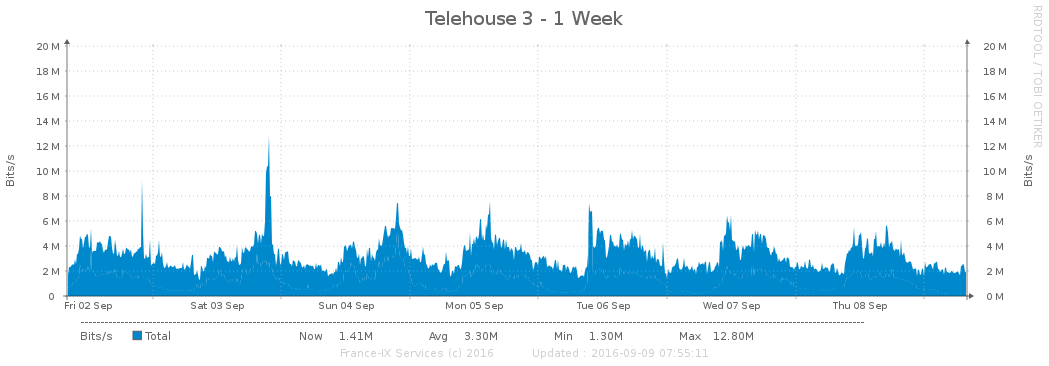 Telehouse 3 - 1 Week
RRDTOOL / TOBI OETIKER
Bits/s
20 M 20 M
18 M 18 M
16 M 16 M
14 M 14 M
12 M 12 M
10 M 10 M
8 M 8 M
6 M 6 M
4 M 4 M
2 M 2 M
0 0 M
Bits/s
Fri 02 Sep Sat 03 Sep Sun 04 Sep Mon 05 Sep Tue 06 Sep Wed 07 Sep Thu 08 Sep
Bits/s Total Now 1.41M Avg 3.30M Min 1.30M Max 12.80M
France-IX Services (c) 2016 Updated : 2016-09-09 07:55:11